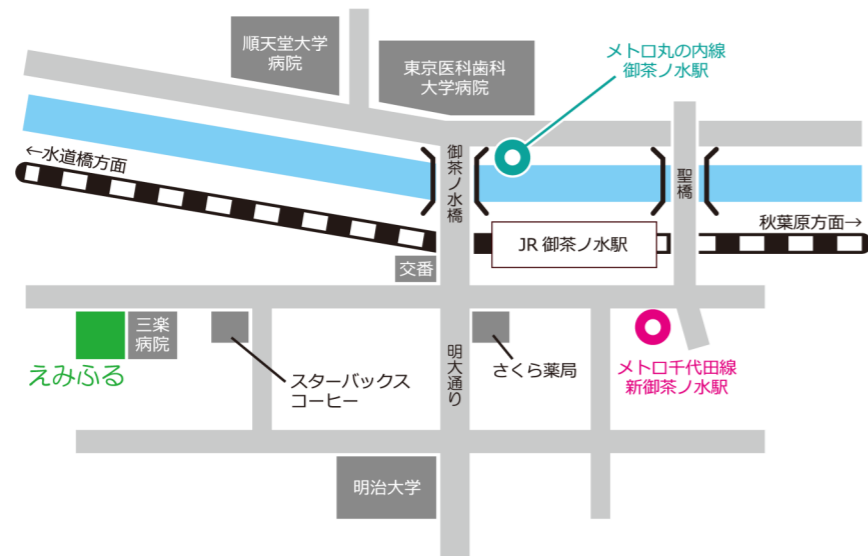 順天堂大学
病院
東京医科歯科
大学病院
メトロ丸の内線
御茶ノ水駅
←水道橋方面
御茶ノ水橋
聖橋
秋葉原方面→
JR 御茶ノ水駅
交番
三楽
病院
えみふる
スターバックス
コーヒー
明大通り
さくら薬局
メトロ千代田線
新御茶ノ水駅
明治大学